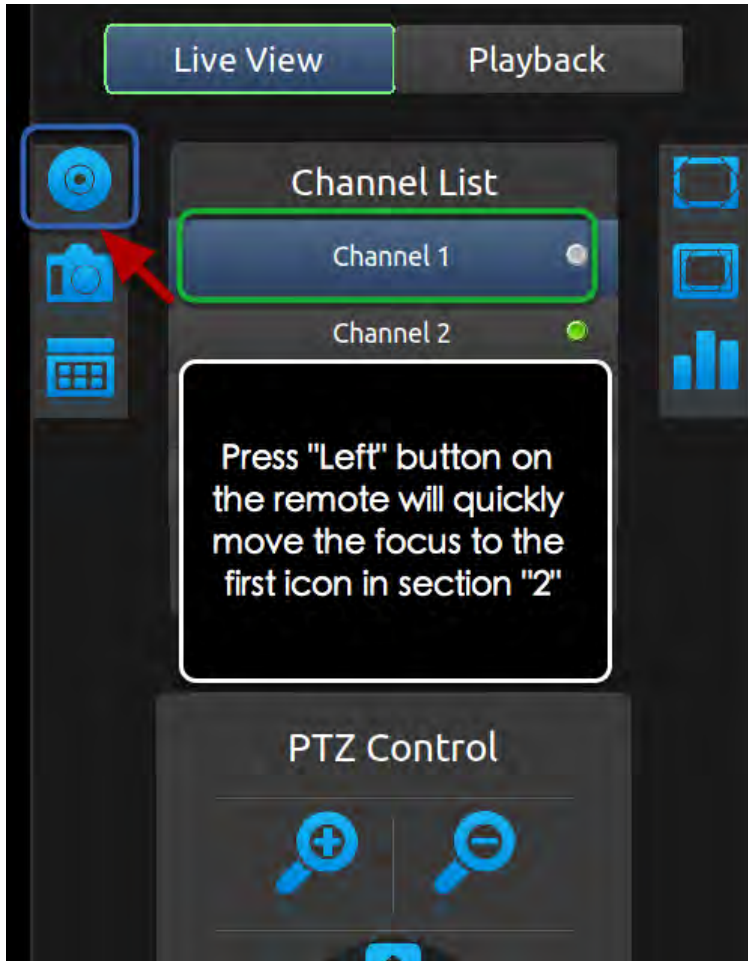 Live View
Playback
Channel List
Channel 1
Channel 2
Press "Left" button on
the remote will quickly
move the focus to the
first icon in section "2"
PTZ Control